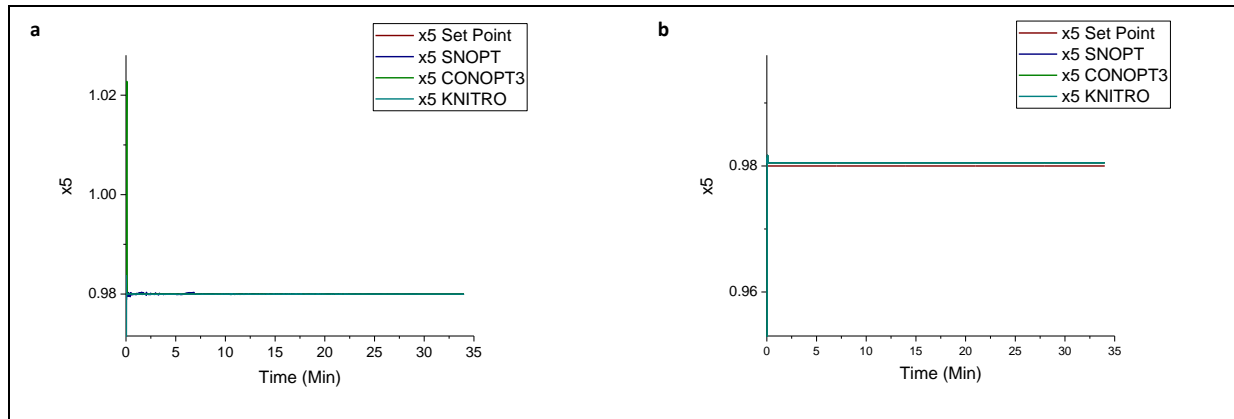 a
x5 Set Point
x5 SNOPT
x5 CONOPT3
x5 KNITRO
1.02
1.00
0.98
x5
0 5 10 15 20 25 30 35
Time (Min)
b
x5 Set Point
x5 SNOPT
x5 CONOPT3
x5 KNITRO
0.98
0.96
x5
0 5 10 15 20 25 30 35
Time (Min)